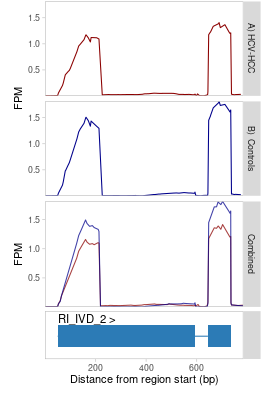 1.5
1.0
0.5
FPM
A) HCV-HCC
1.5
1.0
0.5
B) Controls
1.5
1.0
0.5
FPM
Combined
RI_IVD_2 >
200
400
600
Distance from region start (bp)